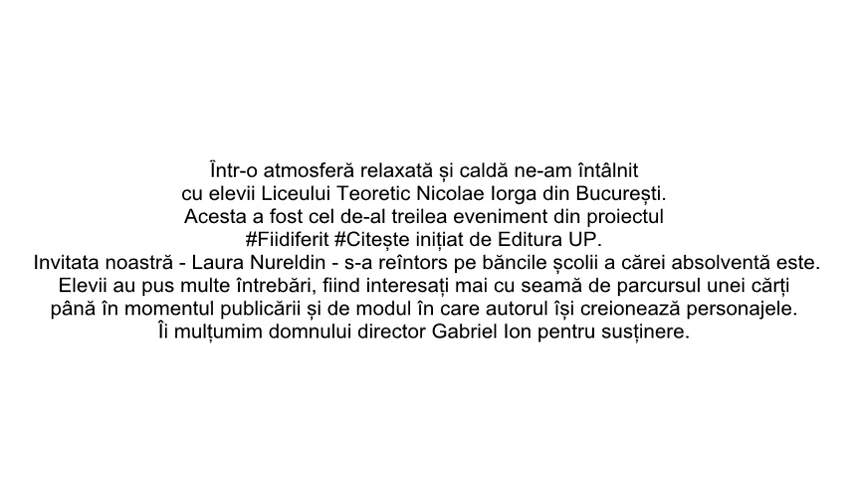 Într-o atmosferă relaxată și caldă ne-am întâlnit
cu elevii Liceului Teoretic Nicolae Iorga din București.
Acesta a fost cel de-al treilea eveniment din proiectul
#Fiidiferit #Citește inițiat de Editura UP.
Invitata noastră - Laura Nureldin - s-a reîntors pe băncile școlii a cărei absolventă este.
Elevii au pus multe întrebări, fiind interesați mai cu seamă de parcursul unei cărți
până în momentul publicării și de modul în care autorul își creionează personajele.
Îi mulțumim domnului director Gabriel Ion pentru susținere.